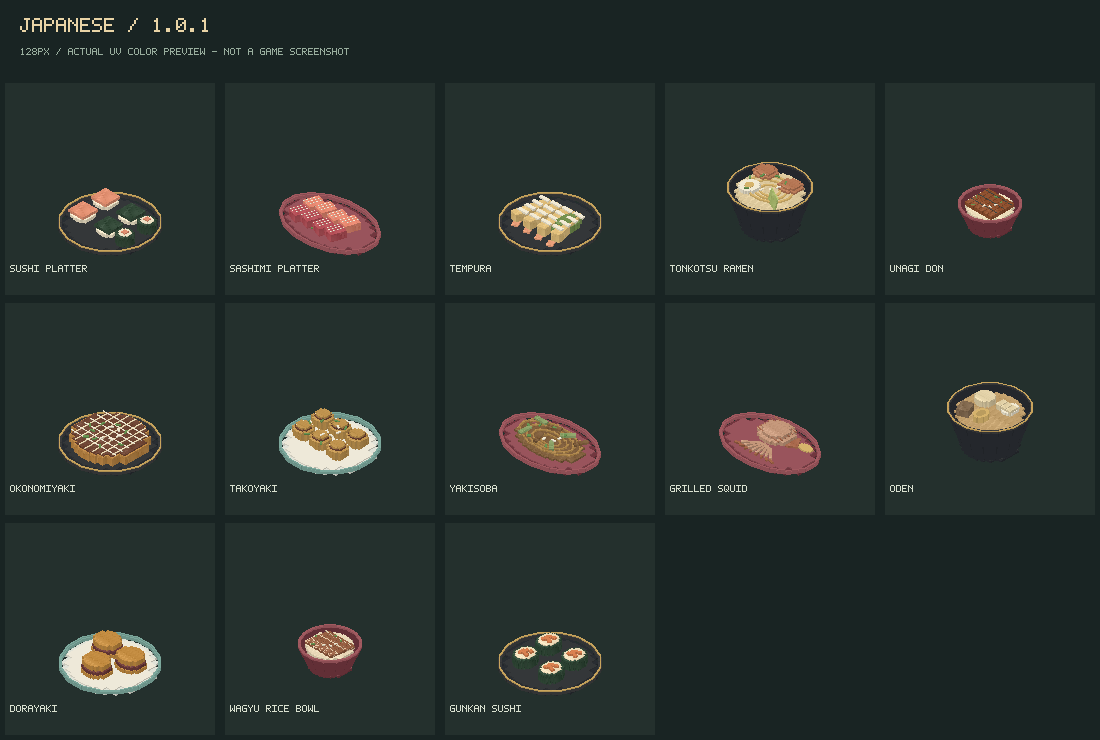 JAPANESE / 1.0.1
128PX / ACTUAL UV COLOR PREVIEW — NOT A GAME SCREENSHOT
SUSHI PLATTER
SASHIMI PLATTER
TEMPURA
TONKOTSU RAMEN
UNAGI DON
OKONOMIYAKI
TAKOYAKI
YAKISOBA
GRILLED SQUID
ODEN
DORAYAKI
WAGYU RICE BOWL
GUNKAN SUSHI